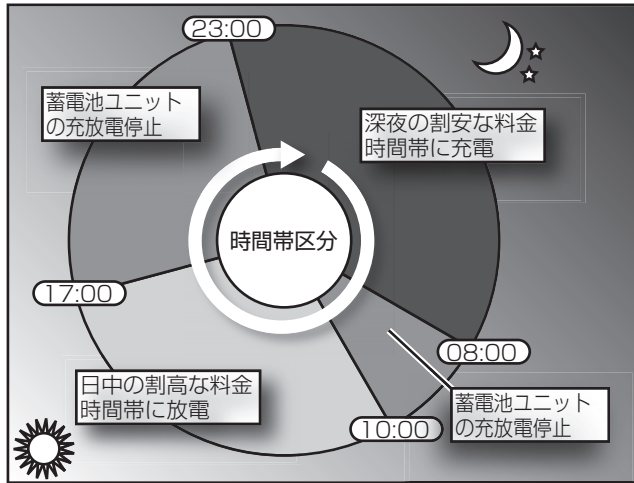 23:00
蓄電池ユニット
の充放電停止
深夜の割安な料金
時間帯に充電
時間帯区分
17:00
08:00
日中の割高な料金
時間帯に放電
蓄電池ユニット
の充放電停止
10:00